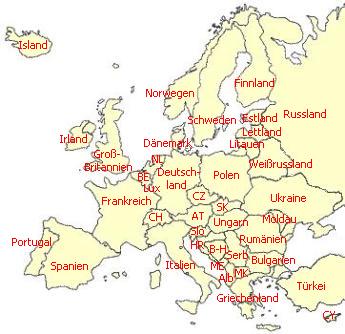 Island
Finnland
Norwegen
Russland
Schweden
Estland
Lettland
Irland
Dänemark
Litauen
Groß-
Britannien
NL
Weißrussland
Deutsch-
land
Polen
BE
Lux
CZ
Ukraine
Frankreich
SK
CH
AT
Moldau
Ungarn
Slo
Rumänien
HR
B-H
Serb
Portugal
Spanien
Italien
ME
Bulgarien
Alb
MK
Türkei
Griechenland
CY